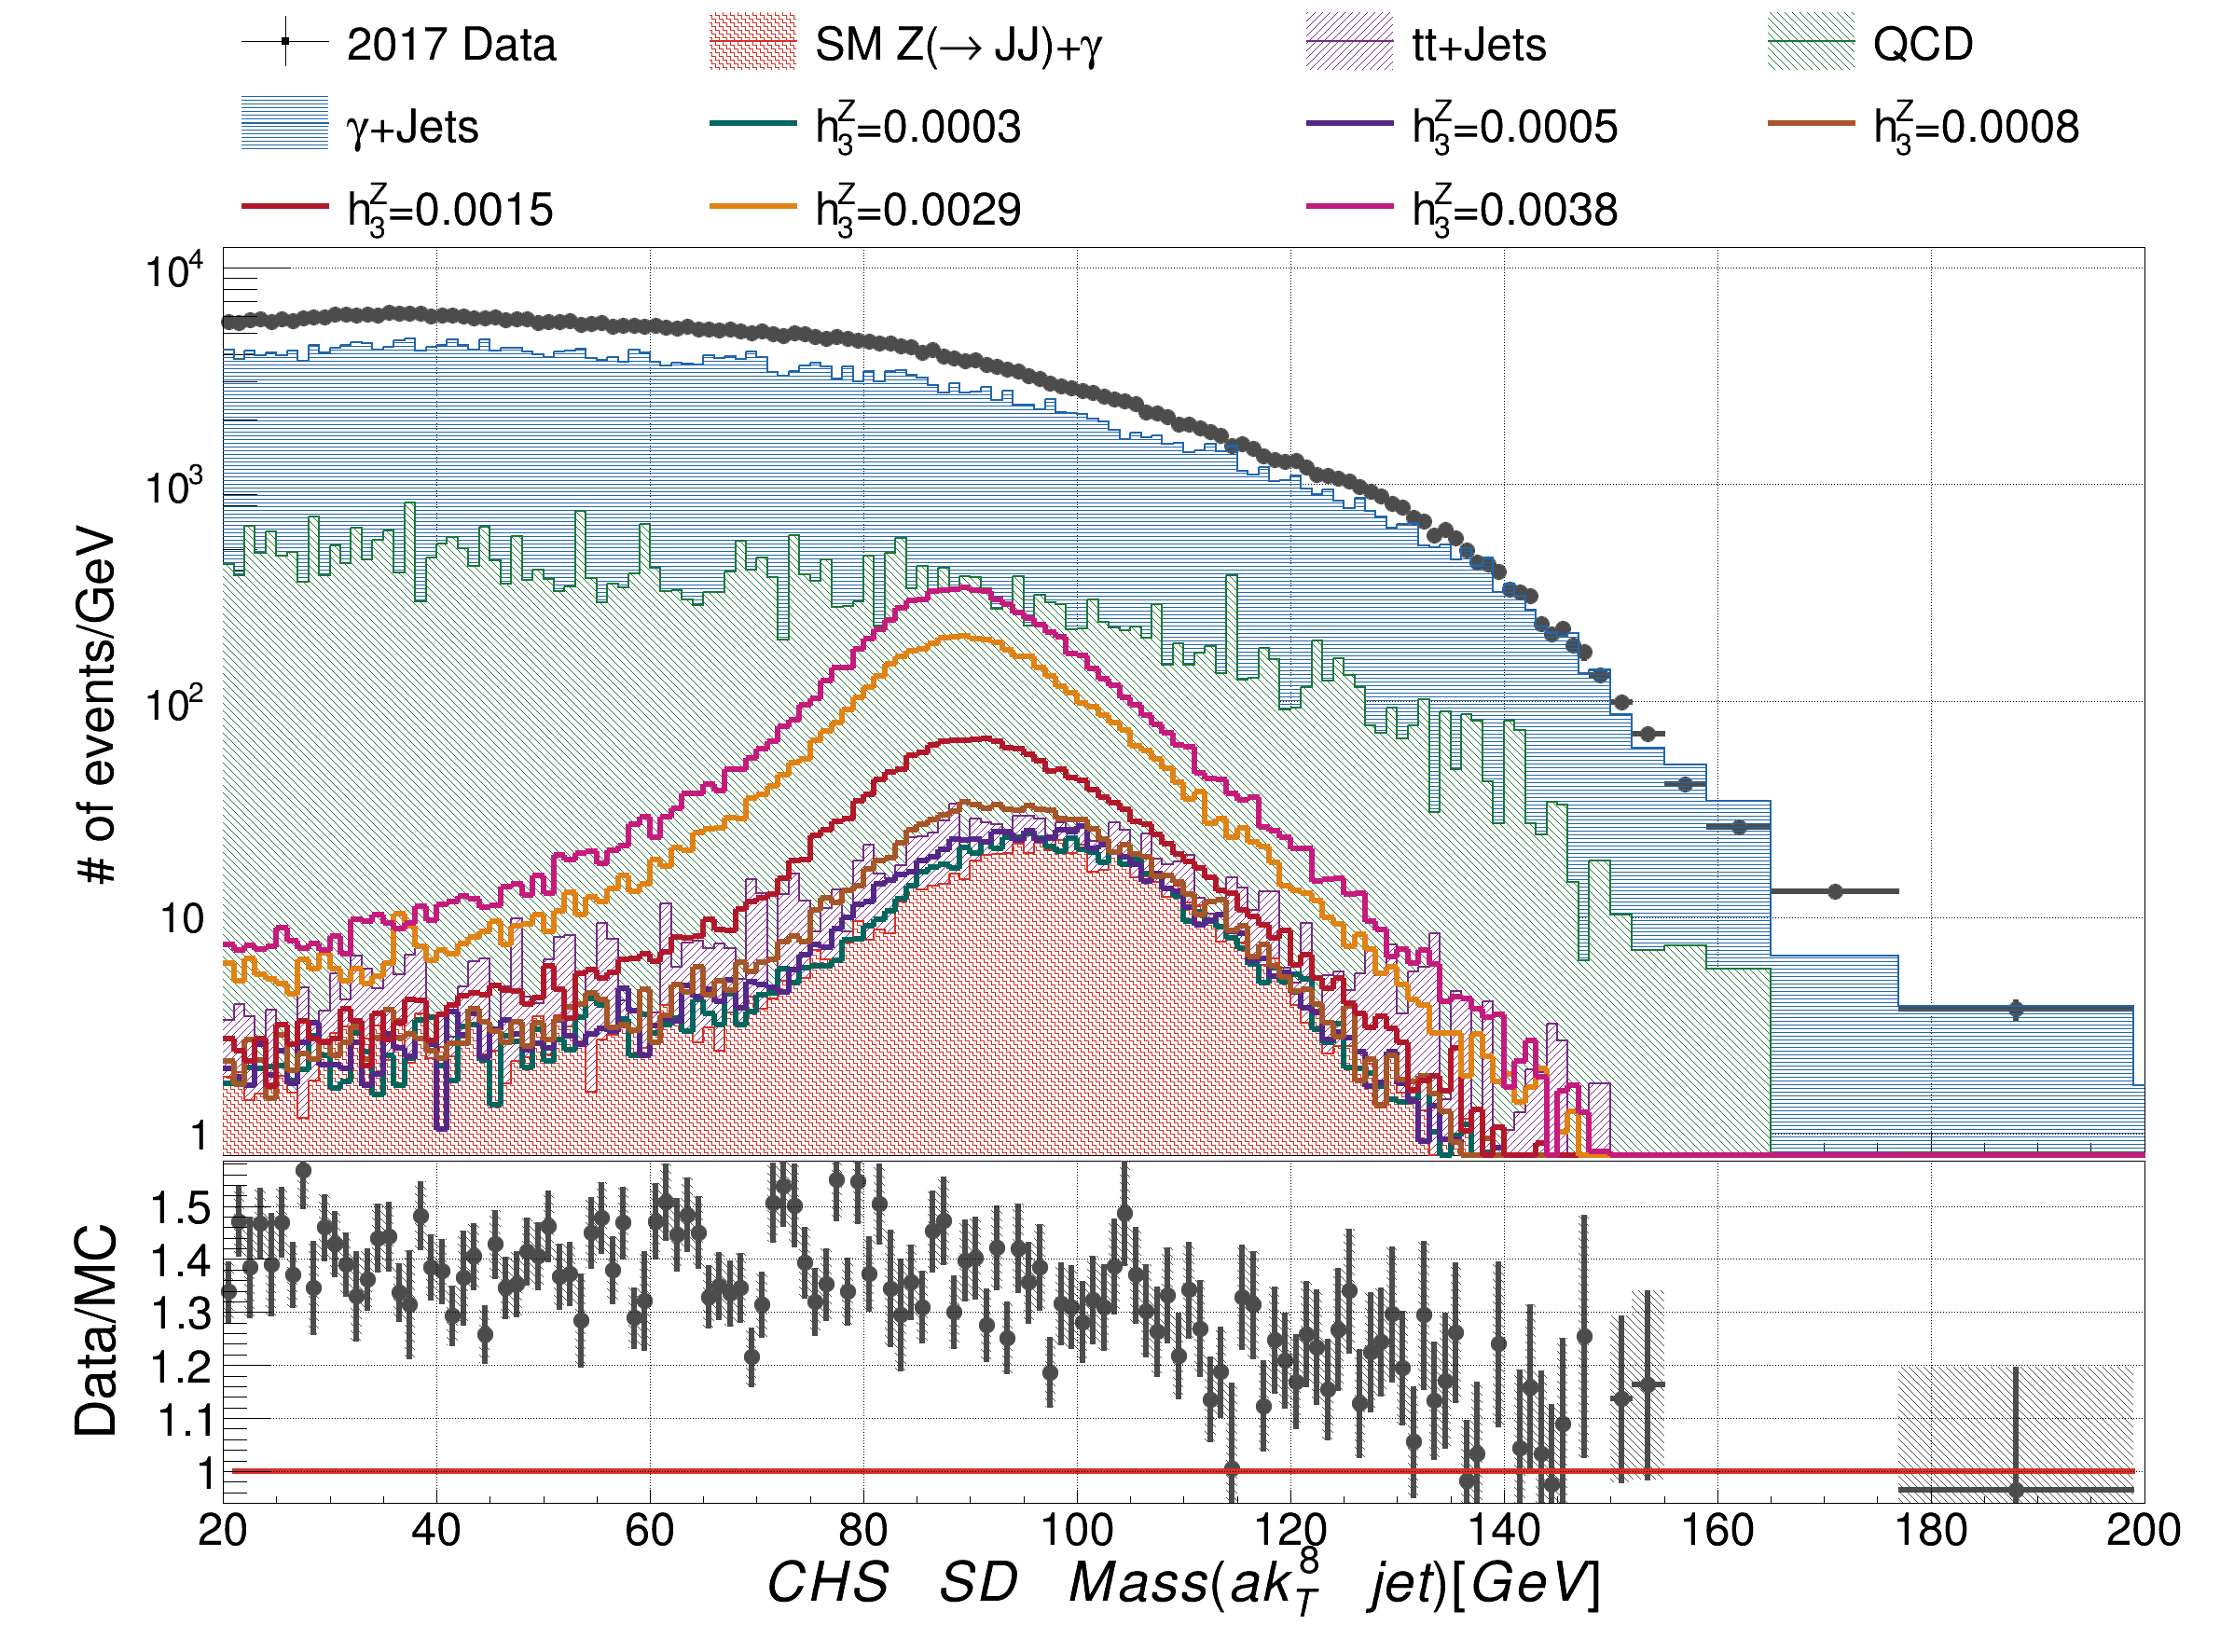 2017 Data SM Z(→ JJ)+γ tt+Jets QCD
γ+Jets h₃ᶻ=0.0003 h₃ᶻ=0.0005 h₃ᶻ=0.0008
h₃ᶻ=0.0015 h₃ᶻ=0.0029 h₃ᶻ=0.0038
10⁴
10³
10²
10
1
# of events/GeV
1.5
1.4
1.3
1.2
1.1
1
Data/MC
20 40 60 80 100 120 140 160 180 200
CHS SD Mass(ak_T^8 jet)[GeV]